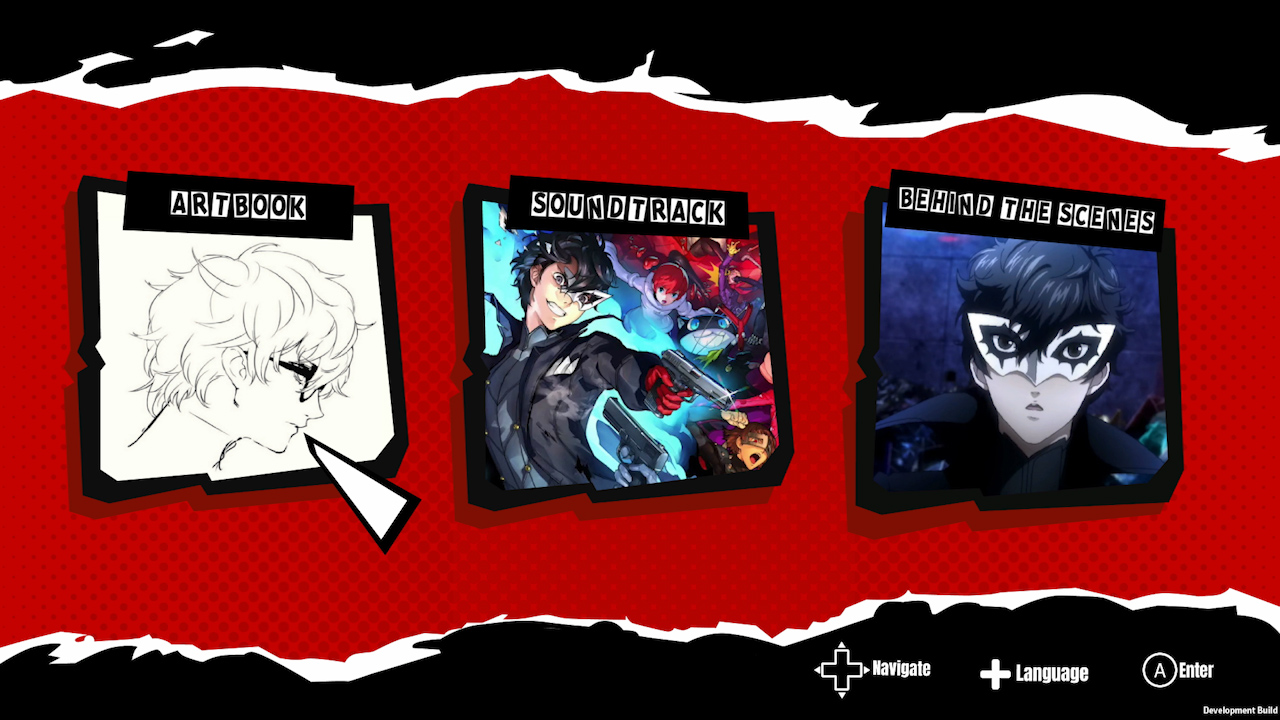 ARTBOOK
SOUNDTRACK
BEHIND THE SCENES
Navigate
Language
A Enter
Development Build